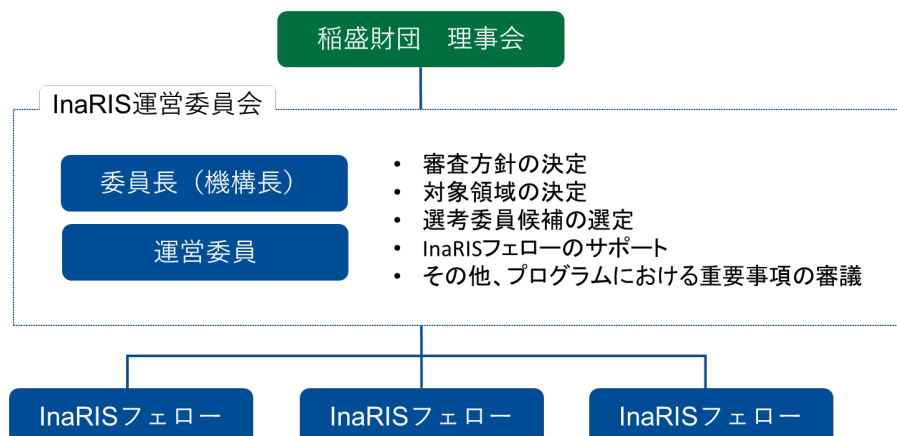 稲盛財団　理事会
InaRIS運営委員会
委員長（機構長）
運営委員
• 審査方針の決定
• 対象領域の決定
• 選考委員候補の選定
• InaRISフェローのサポート
• その他、プログラムにおける重要事項の審議
InaRISフェロー
InaRISフェロー
InaRISフェロー